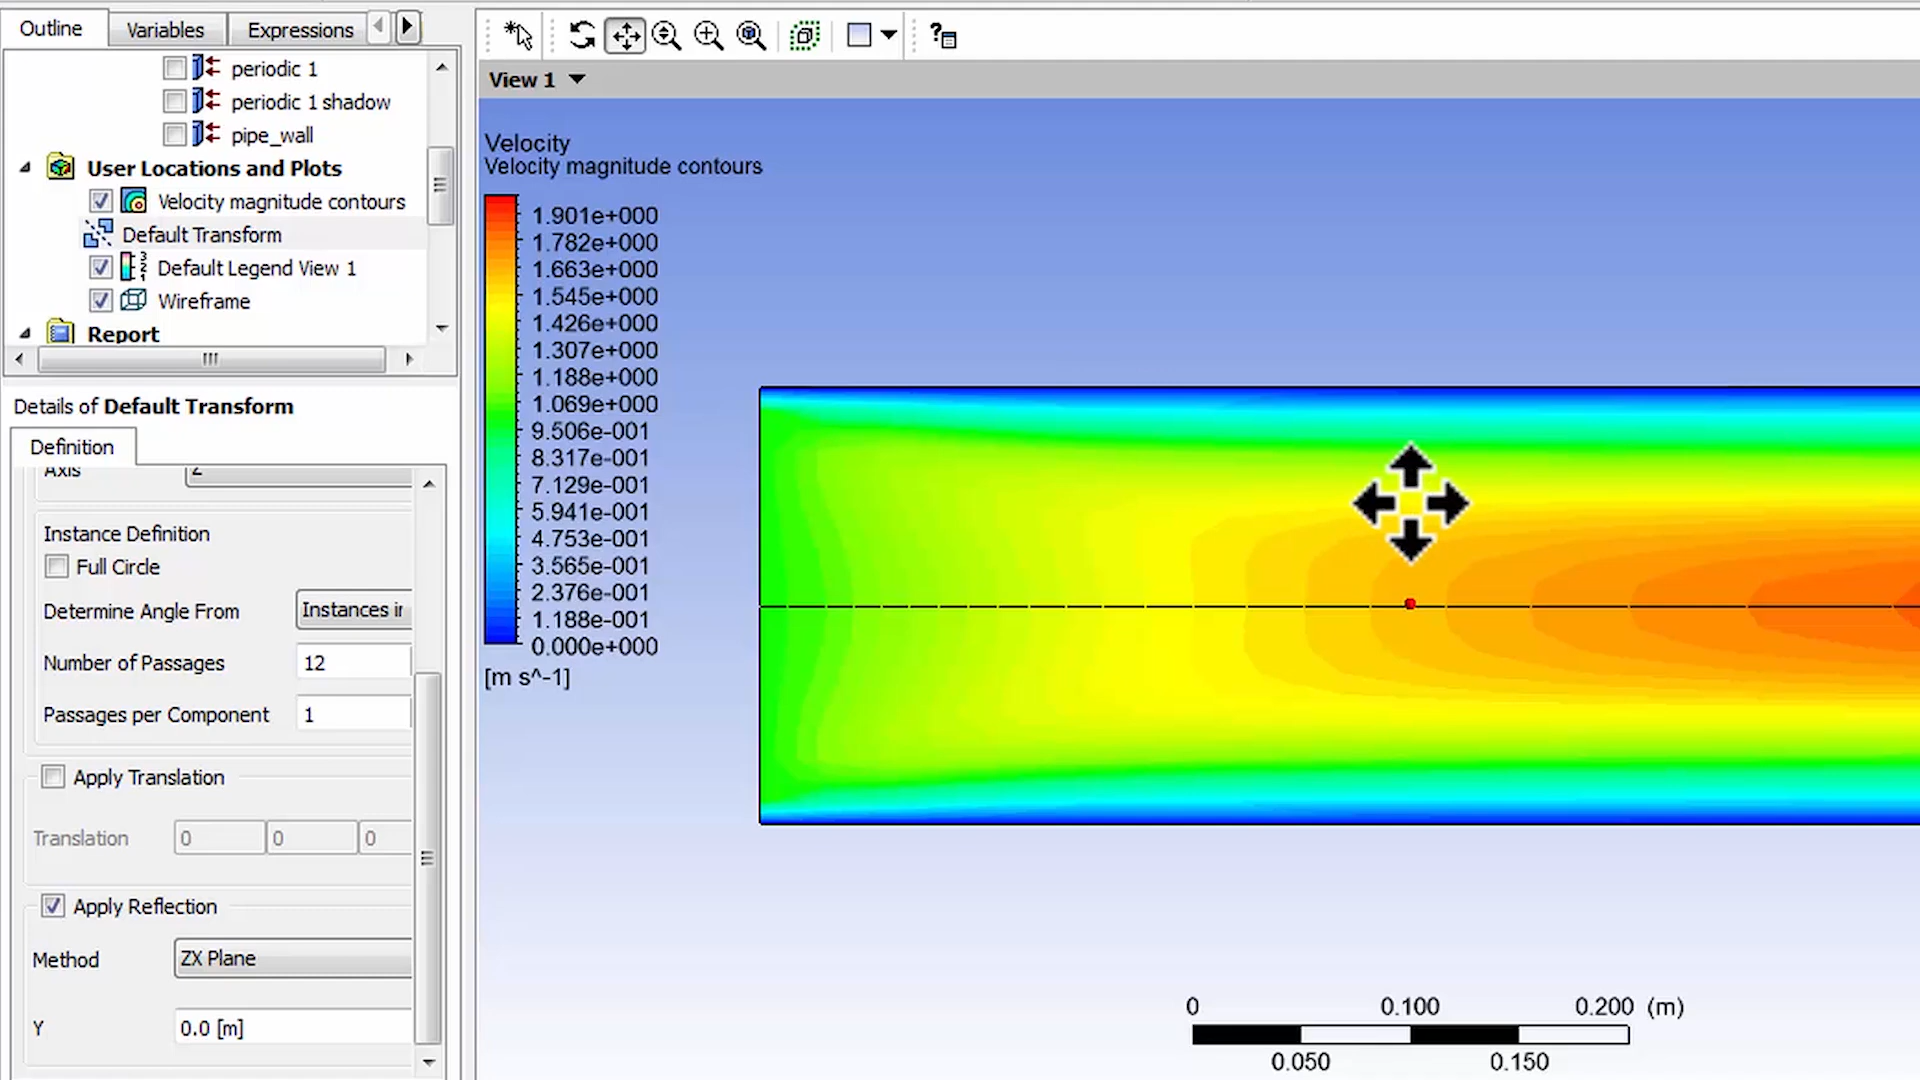 Outline
Variables
Expressions
periodic 1
periodic 1 shadow
pipe_wall
User Locations and Plots
Velocity magnitude contours
Default Transform
Default Legend View 1
Wireframe
Report
Details of Default Transform
Definition
Axis
Z
Instance Definition
Full Circle
Determine Angle From
Instances ir
Number of Passages
12
Passages per Component
1
Apply Translation
Translation
0
0
0
Apply Reflection
Method
ZX Plane
Y
0.0 [m]
View 1
Velocity
Velocity magnitude contours
1.901e+000
1.782e+000
1.663e+000
1.545e+000
1.426e+000
1.307e+000
1.188e+000
1.069e+000
9.506e-001
8.317e-001
7.129e-001
5.941e-001
4.753e-001
3.565e-001
2.376e-001
1.188e-001
0.000e+000
[m s^-1]
0 0.100 0.200 (m)
0.050 0.150